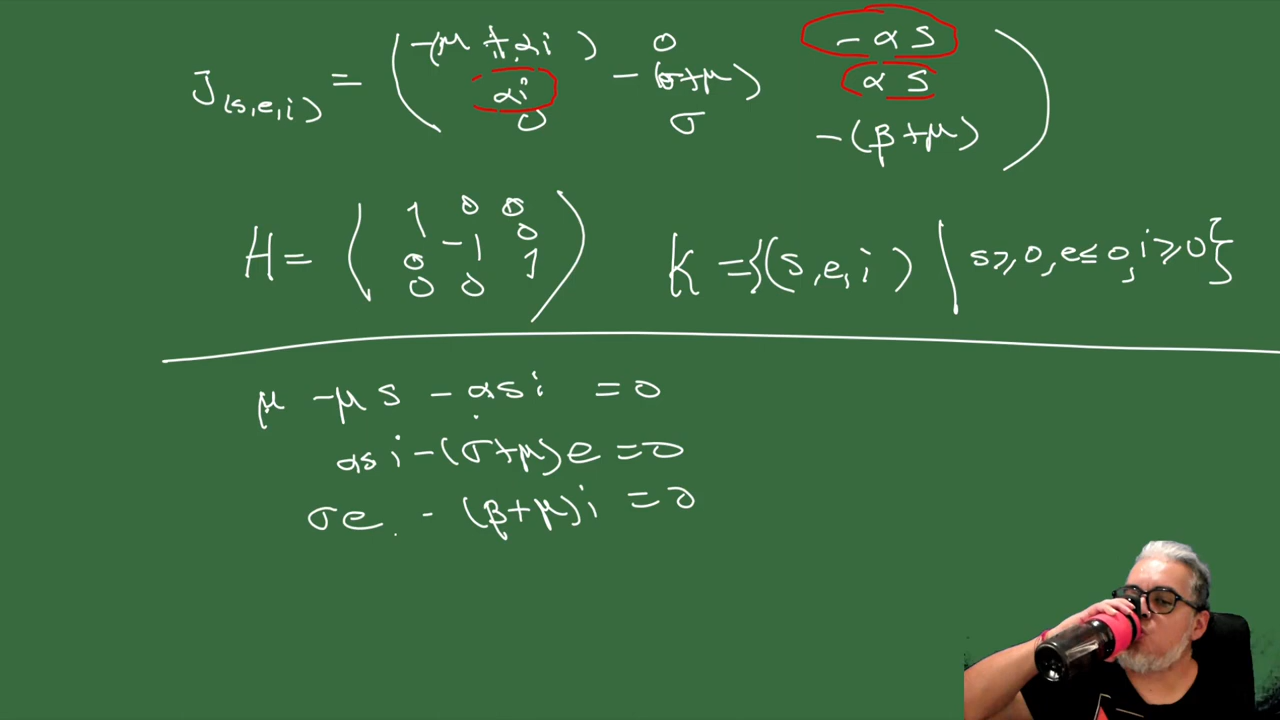 J(s,e,i) = ( -(μ + αi) 0 -αs
αi -(σ+μ) αs
0 σ -(β+μ) )
H = ( 1 0 0
0 -1 0
0 0 1 )
K = {(s,e,i) | s≥0, e≤0, i≥0}
μ - μs - αsi = 0
αsi - (σ+μ)e = 0
σe - (β+μ)i = 0